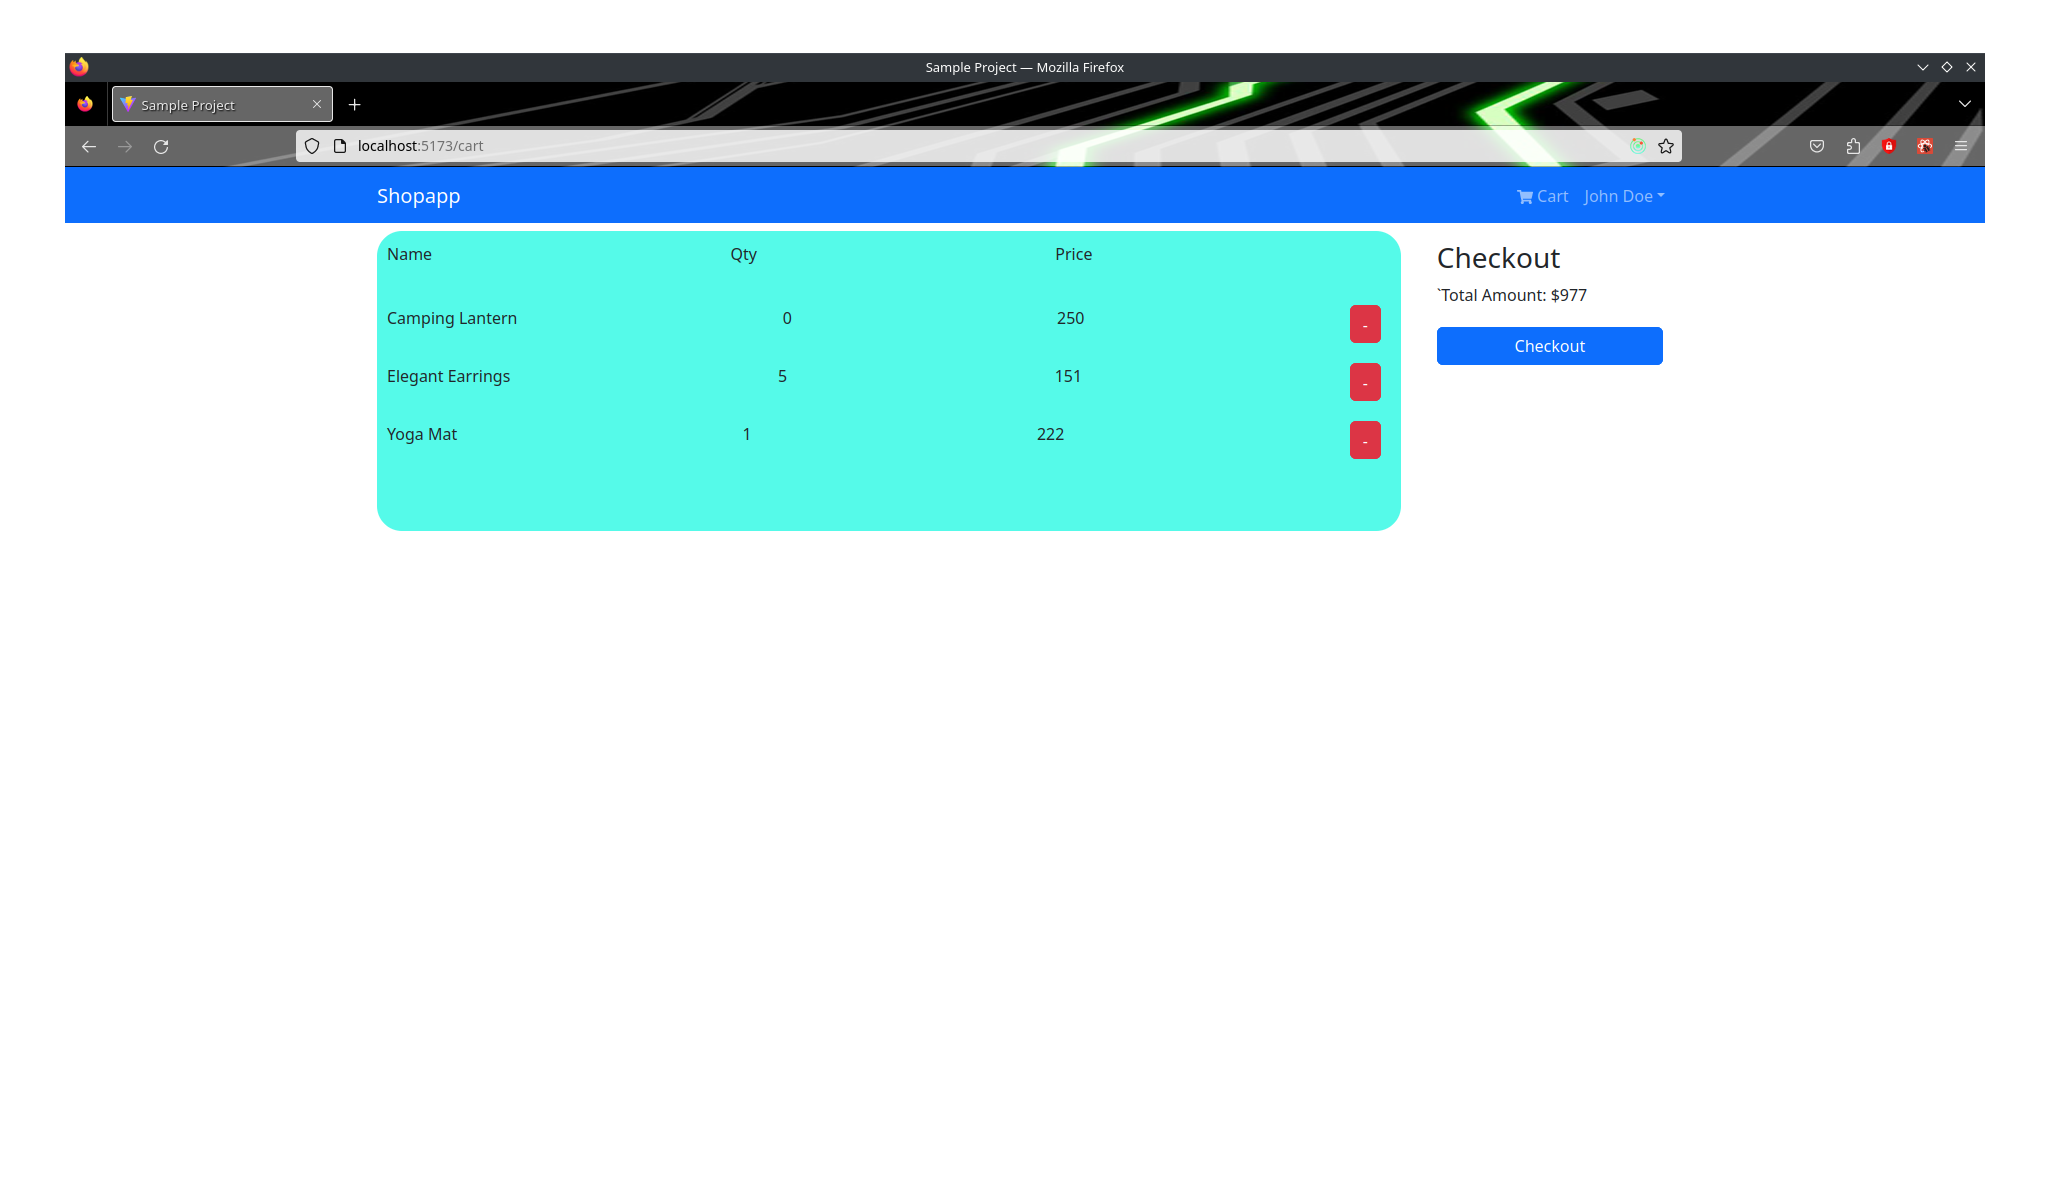 Sample Project — Mozilla Firefox
Sample Project
localhost:5173/cart
Shopapp Cart John Doe
Name Qty Price
Camping Lantern 0 250 -
Elegant Earrings 5 151 -
Yoga Mat 1 222 -
Checkout
`Total Amount: $977
Checkout